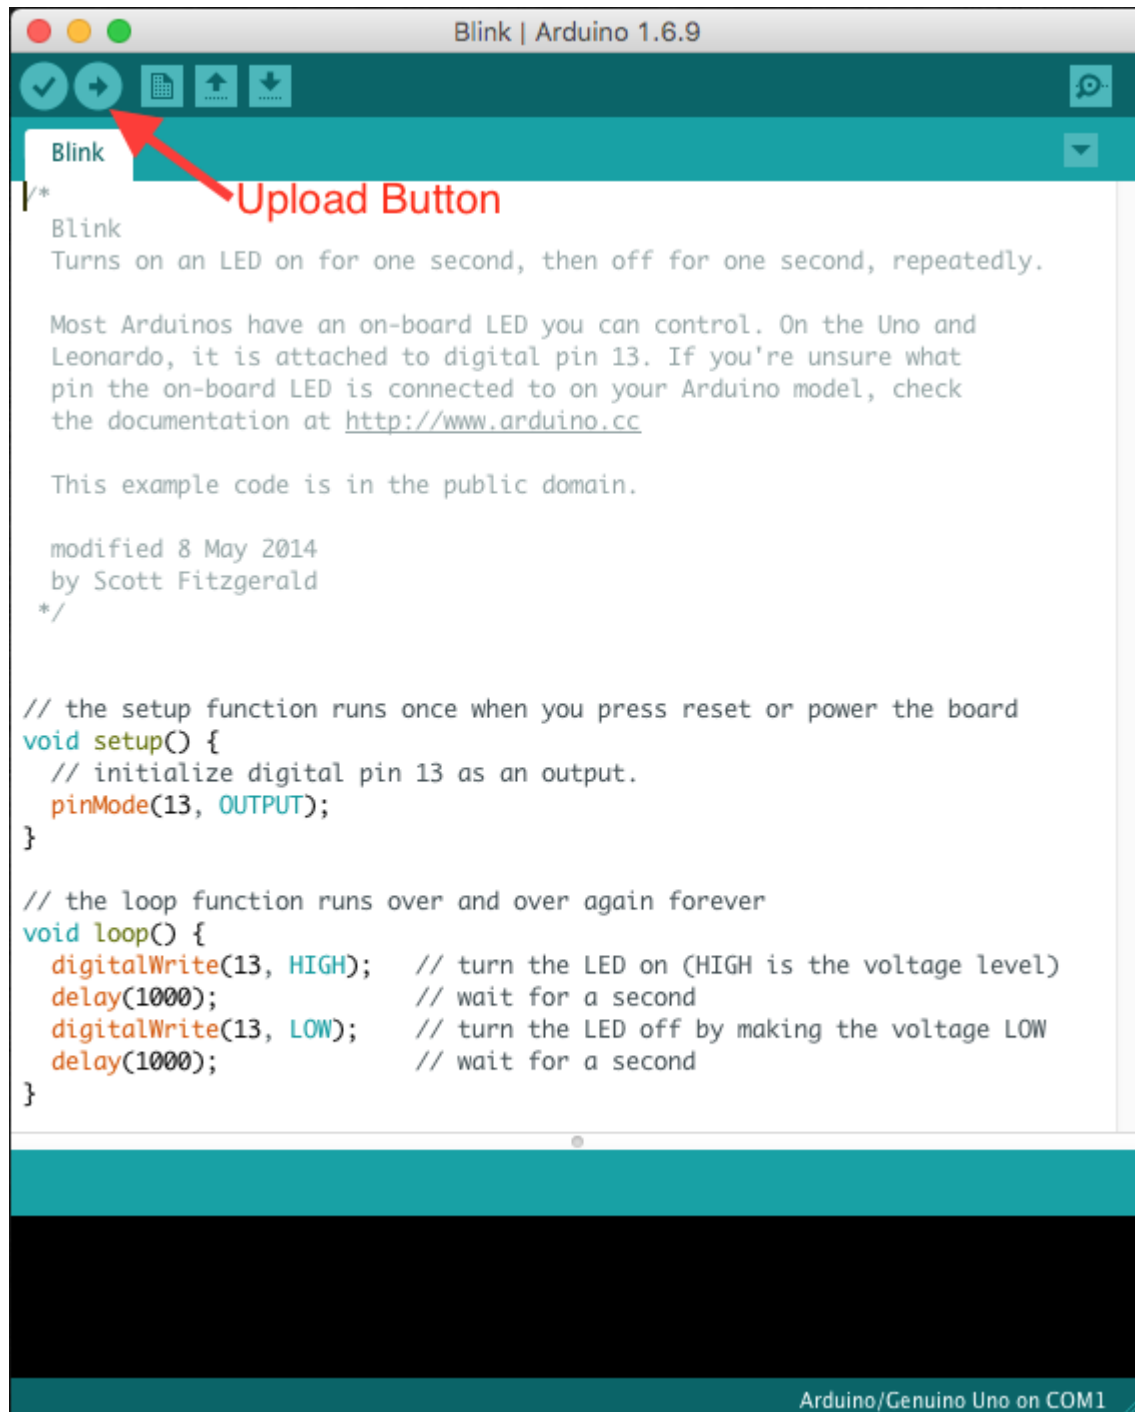 Blink | Arduino 1.6.9
Blink
Upload Button
/*
  Blink
  Turns on an LED on for one second, then off for one second, repeatedly.

  Most Arduinos have an on-board LED you can control. On the Uno and
  Leonardo, it is attached to digital pin 13. If you're unsure what
  pin the on-board LED is connected to on your Arduino model, check
  the documentation at http://www.arduino.cc

  This example code is in the public domain.

  modified 8 May 2014
  by Scott Fitzgerald
 */

// the setup function runs once when you press reset or power the board
void setup() {
  // initialize digital pin 13 as an output.
  pinMode(13, OUTPUT);
}

// the loop function runs over and over again forever
void loop() {
  digitalWrite(13, HIGH);   // turn the LED on (HIGH is the voltage level)
  delay(1000);              // wait for a second
  digitalWrite(13, LOW);    // turn the LED off by making the voltage LOW
  delay(1000);              // wait for a second
}
Arduino/Genuino Uno on COM1